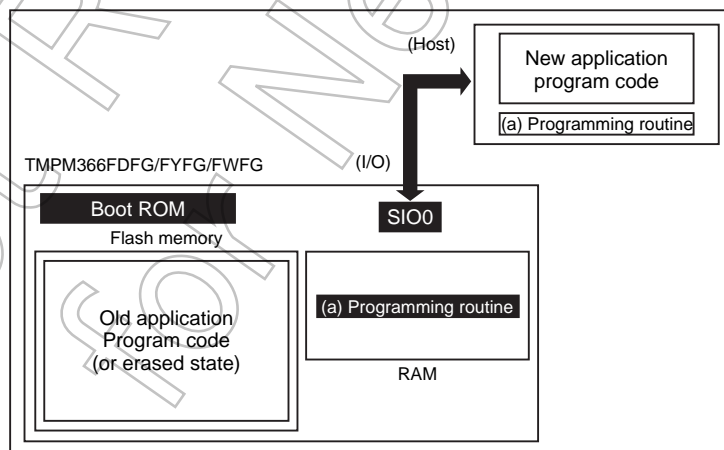 (Host)
New application
program code
(a) Programming routine
TMPM366FDFG/FYFG/FWFG
(I/O)
Boot ROM
SIO0
Flash memory
Old application
Program code
(or erased state)
(a) Programming routine
RAM